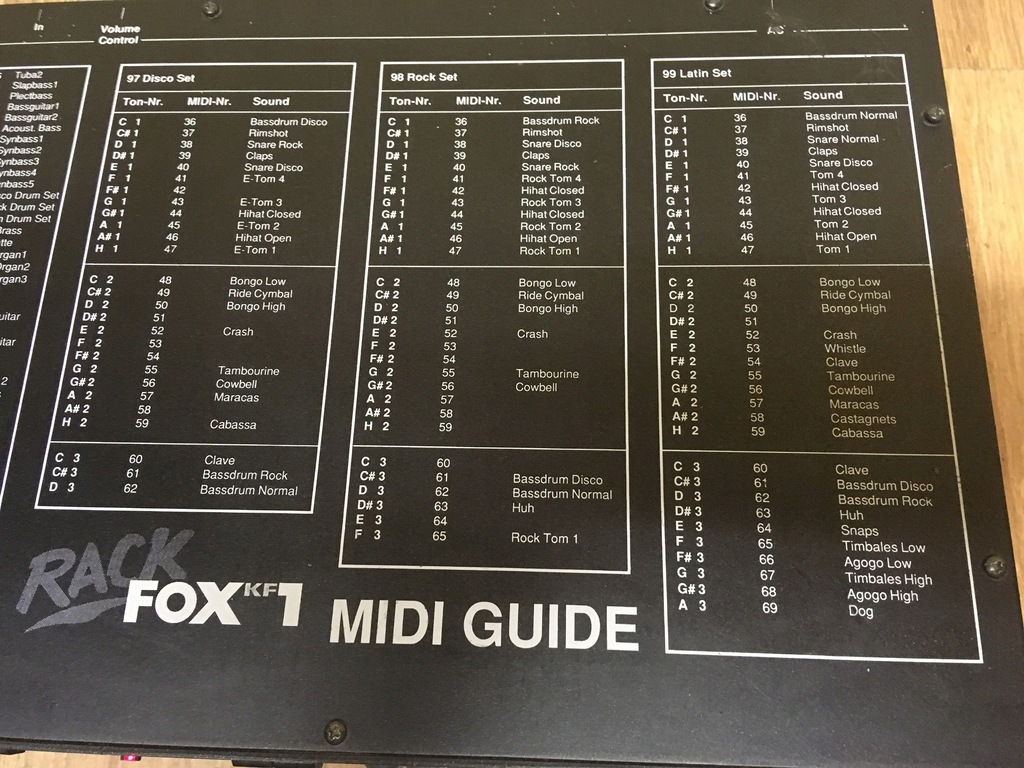 In
Volume
Control
Tuba2
Slapbass1
Plectbass
Bassguitar1
Bassguitar2
Acoust. Bass
Drum Set
Drum Set
Drum Set
97 Disco Set
Ton-Nr. MIDI-Nr. Sound
C 1 36 Bassdrum Disco
C# 1 37 Rimshot
D 1 38 Snare Rock
D# 1 39 Claps
E 1 40 Snare Disco
F 1 41 E-Tom 4
F# 1 42
G 1 43 E-Tom 3
G# 1 44 Hihat Closed
A 1 45 E-Tom 2
A# 1 46 Hihat Open
H 1 47 E-Tom 1
C 2 48 Bongo Low
C# 2 49 Ride Cymbal
D 2 50 Bongo High
D# 2 51
E 2 52 Crash
F 2 53
F# 2 54
G 2 55 Tambourine
G# 2 56 Cowbell
A 2 57 Maracas
A# 2 58
H 2 59 Cabassa
C 3 60 Clave
C# 3 61 Bassdrum Rock
D 3 62 Bassdrum Normal
98 Rock Set
Ton-Nr. MIDI-Nr. Sound
C 1 36 Bassdrum Rock
C# 1 37 Rimshot
D 1 38 Snare Disco
D# 1 39 Claps
E 1 40 Snare Rock
F 1 41 Rock Tom 4
F# 1 42 Hihat Closed
G 1 43 Rock Tom 3
G# 1 44 Hihat Closed
A 1 45 Rock Tom 2
A# 1 46 Hihat Open
H 1 47 Rock Tom 1
C 2 48 Bongo Low
C# 2 49 Ride Cymbal
D 2 50 Bongo High
D# 2 51
E 2 52 Crash
F 2 53
F# 2 54
G 2 55 Tambourine
G# 2 56 Cowbell
A 2 57
A# 2 58
H 2 59
C 3 60
C# 3 61 Bassdrum Disco
D 3 62 Bassdrum Normal
D# 3 63 Huh
E 3 64
F 3 65 Rock Tom 1
99 Latin Set
Ton-Nr. MIDI-Nr. Sound
C 1 36 Bassdrum Normal
C# 1 37 Rimshot
D 1 38 Snare Normal
D# 1 39 Claps
E 1 40 Snare Disco
F 1 41 Tom 4
F# 1 42 Hihat Closed
G 1 43 Tom 3
G# 1 44 Hihat Closed
A 1 45 Tom 2
A# 1 46 Hihat Open
H 1 47 Tom 1
C 2 48 Bongo Low
C# 2 49 Ride Cymbal
D 2 50 Bongo High
D# 2 51
E 2 52 Crash
F 2 53 Whistle
F# 2 54 Clave
G 2 55 Tambourine
G# 2 56 Cowbell
A 2 57 Maracas
A# 2 58 Castagnets
H 2 59 Cabassa
C 3 60 Clave
C# 3 61 Bassdrum Disco
D 3 62 Bassdrum Rock
D# 3 63 Huh
E 3 64 Snaps
F 3 65 Timbales Low
F# 3 66 Agogo Low
G 3 67 Timbales High
G# 3 68 Agogo High
A 3 69 Dog
RACK
FOX KF1
MIDI GUIDE